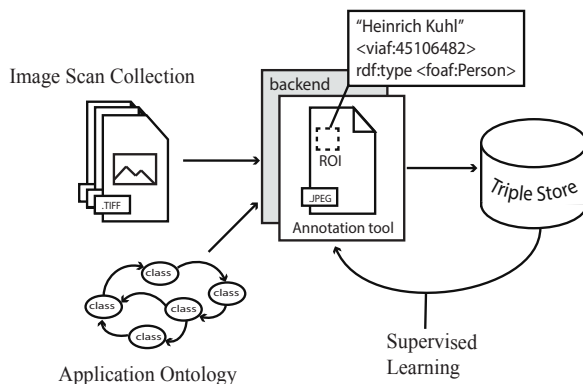 "Heinrich Kuhl"
<viaf:45106482>
rdf:type <foaf:Person>
Image Scan Collection
backend
.TIFF
ROI
.JPEG
Annotation tool
Triple Store
class
class
class
class
class
Application Ontology
Supervised
Learning